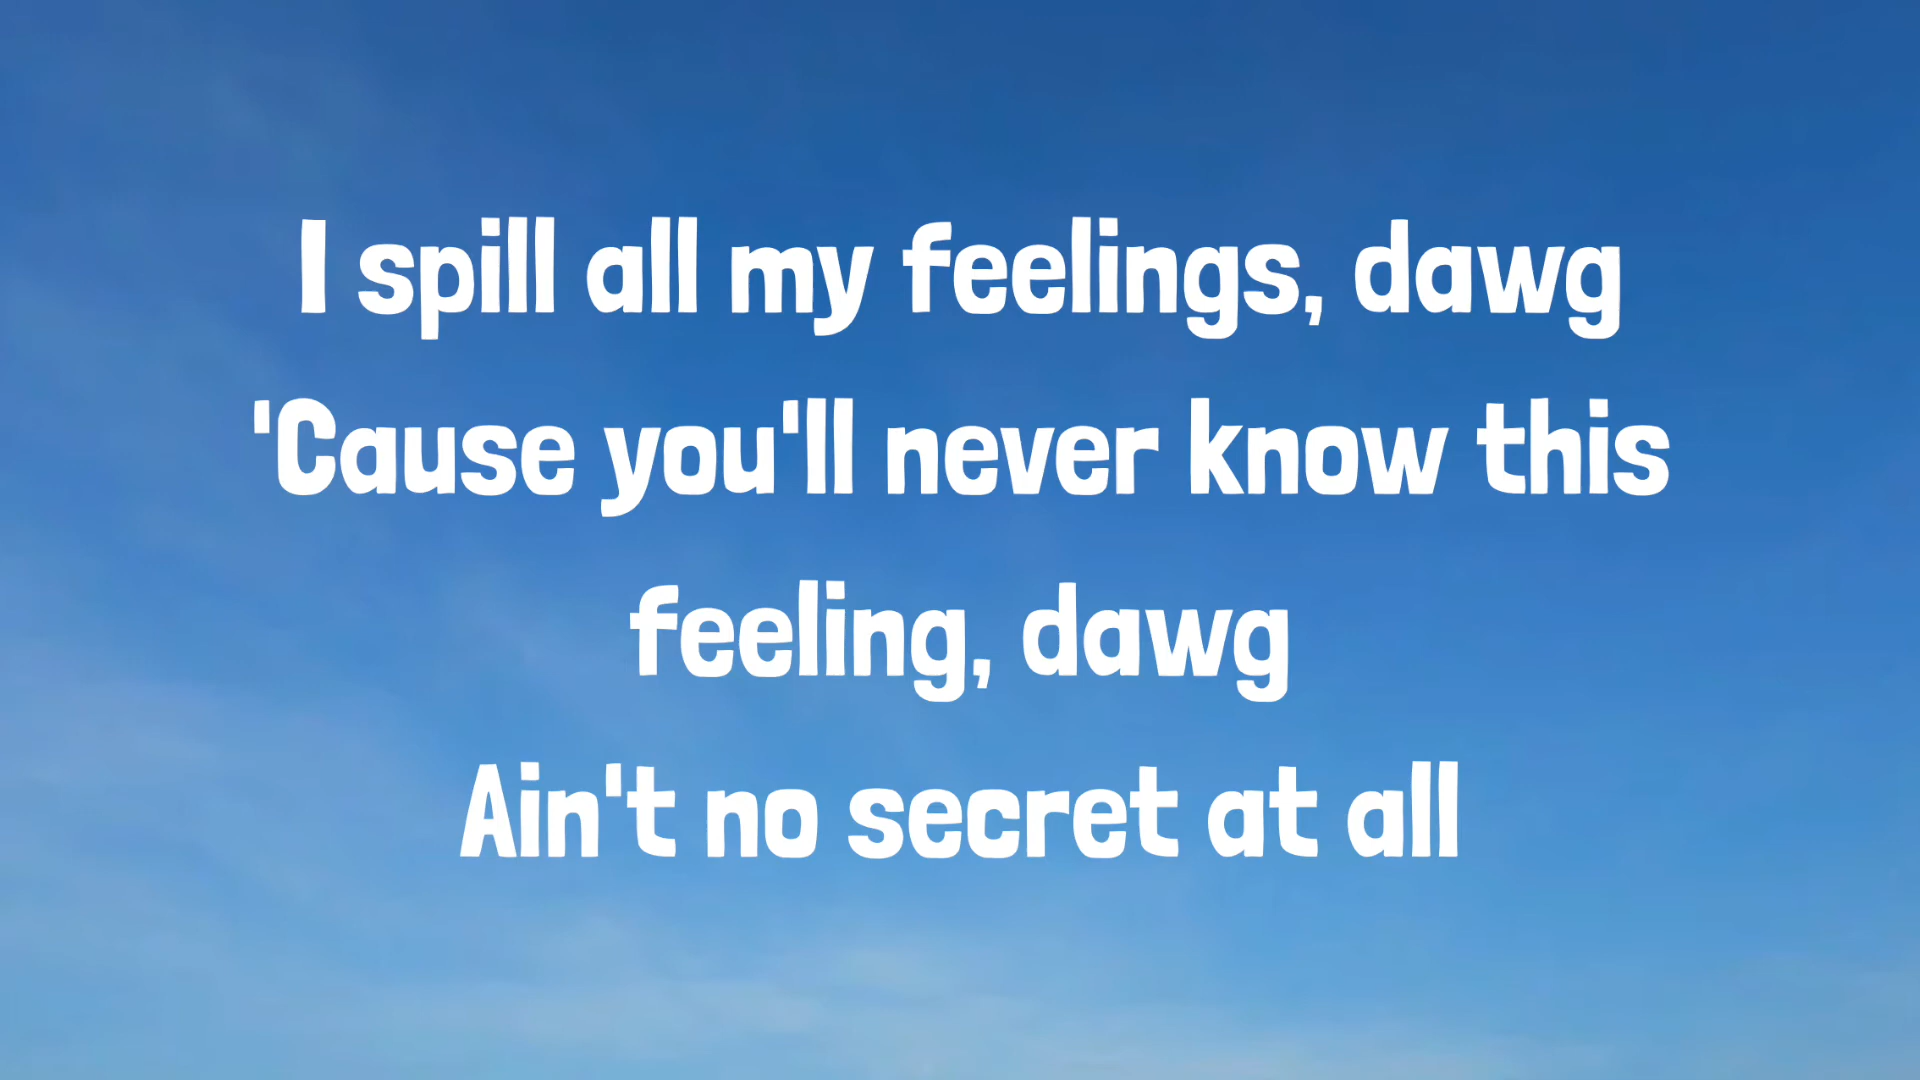 I spill all my feelings, dawg
'Cause you'll never know this
feeling, dawg
Ain't no secret at all